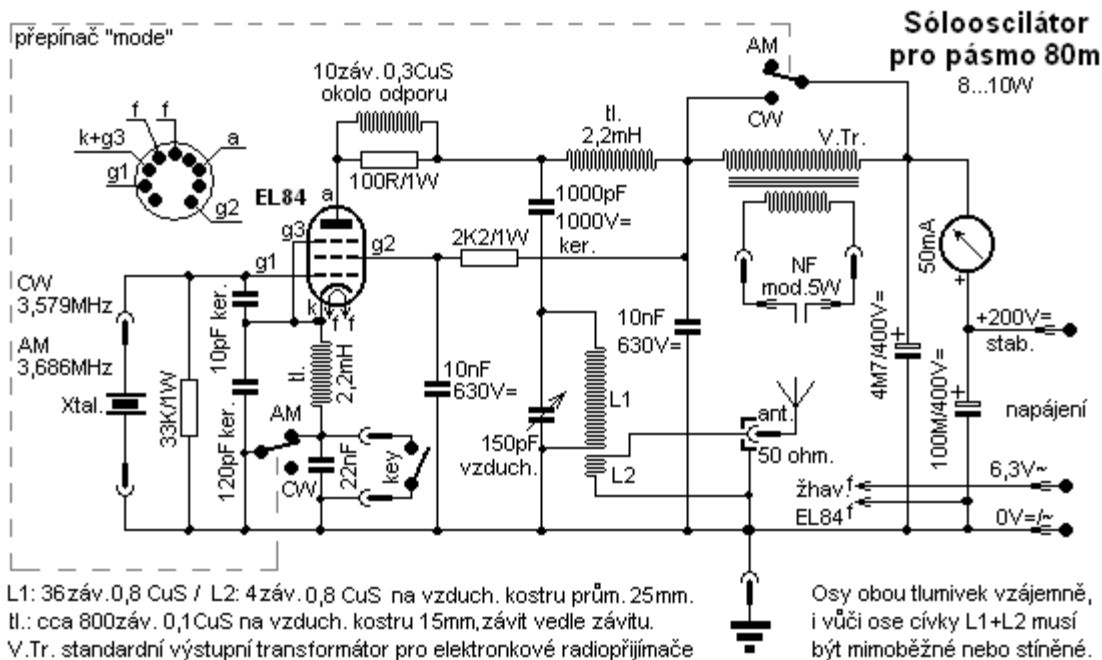 přepínač "mode"
Sólooscilátor
pro pásmo 80m
8...10W
AM
CW
10záv.0,3CuS
okolo odporu
f
f
k+g3
a
g1
g2
EL84
a
100R/1W
tl.
2,2mH
V.Tr.
1000pF
1000V=
ker.
g3
g2
g1
k
f
f
2K2/1W
CW
3,579MHz
AM
3,686MHz
Xtal.
33K/1W
10pF ker.
120pF ker.
tl.
2,2mH
AM
CW
22nF
key
10nF
630V=
150pF
vzduch.
L1
L2
10nF
630V=
NF
mod.5W
50mA
+
+200V=
stab.
4M7/400V=
+
100M/400V=
+
napájení
ant.
50 ohm.
žhav.
f
EL84
f
6,3V~
0V=/~
L1: 36záv.0,8 CuS / L2: 4záv.0,8 CuS na vzduch. kostru prům. 25mm.
tl.: cca 800záv. 0,1CuS na vzduch. kostru 15mm,závit vedle závitu.
V.Tr. standardní výstupní transformátor pro elektronkové radiopřijímače
Osy obou tlumivek vzájemně,
i vůči ose cívky L1+L2 musí
být mimoběžné nebo stíněné.